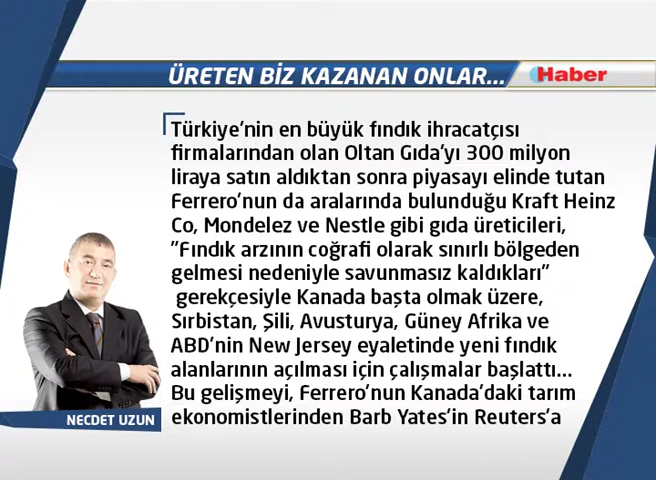 ÜRETEN BİZ KAZANAN ONLAR...
Haber
Türkiye'nin en büyük fındık ihracatçısı
firmalarından olan Oltan Gıda'yı 300 milyon
liraya satın aldıktan sonra piyasayı elinde tutan
Ferrero'nun da aralarında bulunduğu Kraft Heinz
Co, Mondelez ve Nestle gibi gıda üreticileri,
"Fındık arzının coğrafi olarak sınırlı bölgeden
gelmesi nedeniyle savunmasız kaldıkları"
gerekçesiyle Kanada başta olmak üzere,
Sırbistan, Şili, Avusturya, Güney Afrika ve
ABD'nin New Jersey eyaletinde yeni fındık
alanlarının açılması için çalışmalar başlattı...
Bu gelişmeyi, Ferrero'nun Kanada'daki tarım
ekonomistlerinden Barb Yates'in Reuters'a
NECDET UZUN